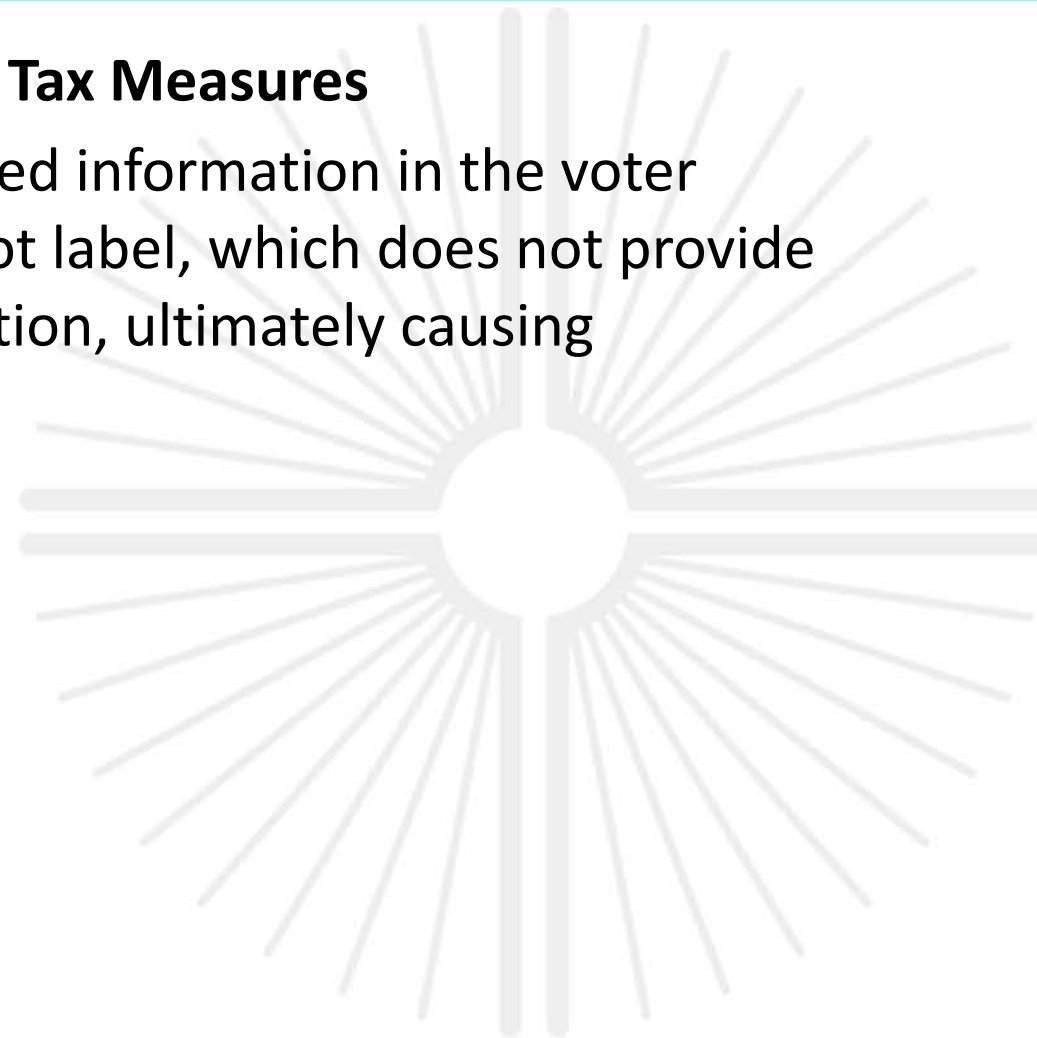 Tax Measures
ed information in the voter
ot label, which does not provide
tion, ultimately causing